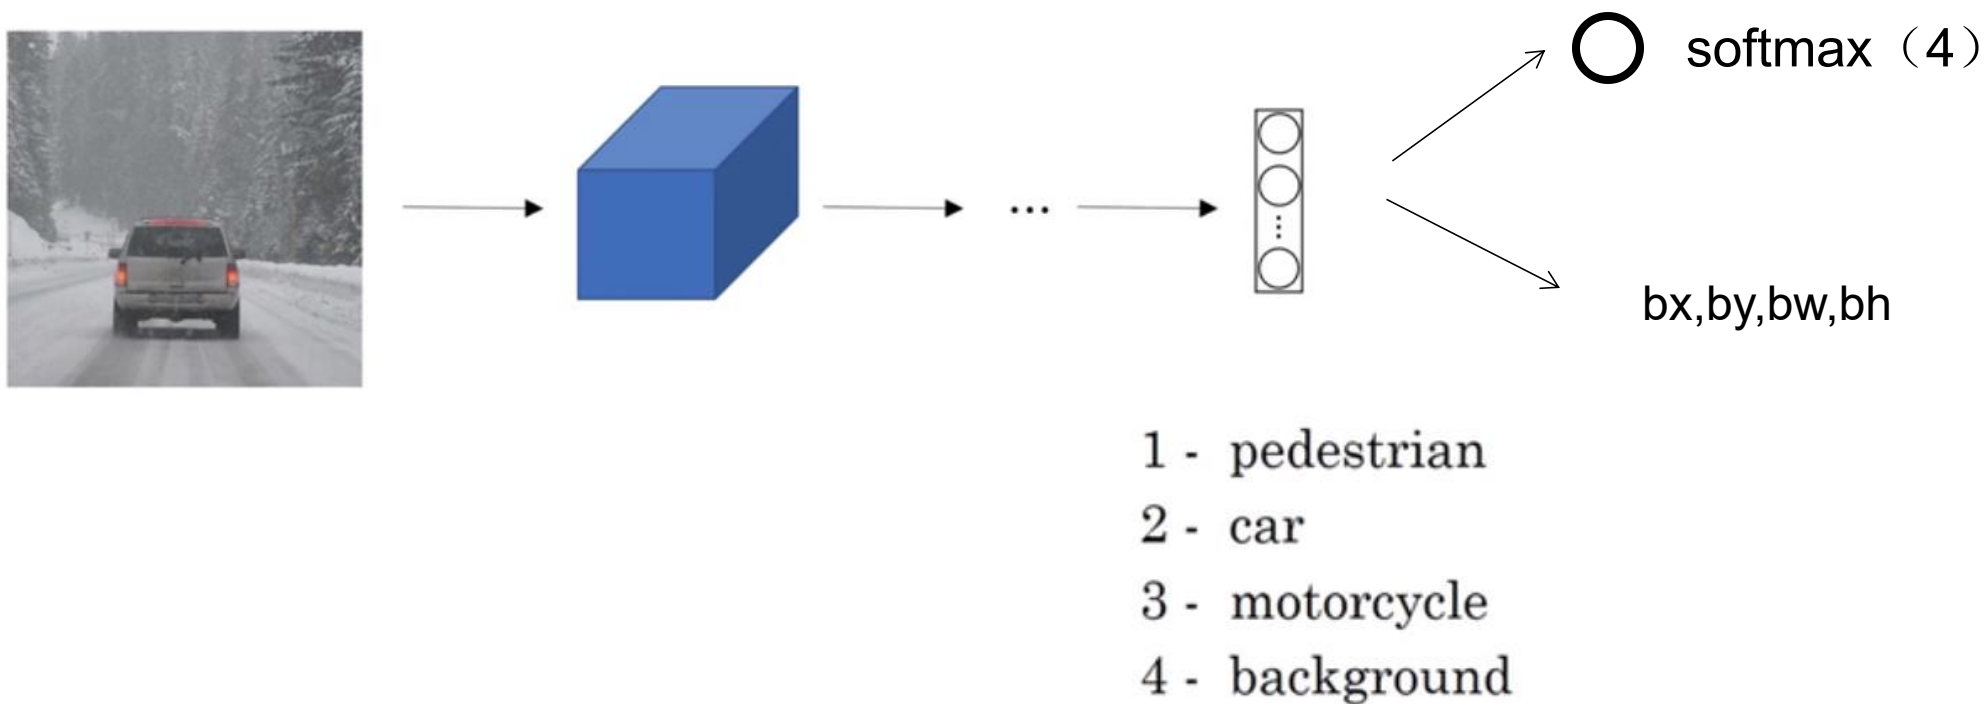 softmax（4）
...
bx,by,bw,bh
1 - pedestrian
2 - car
3 - motorcycle
4 - background